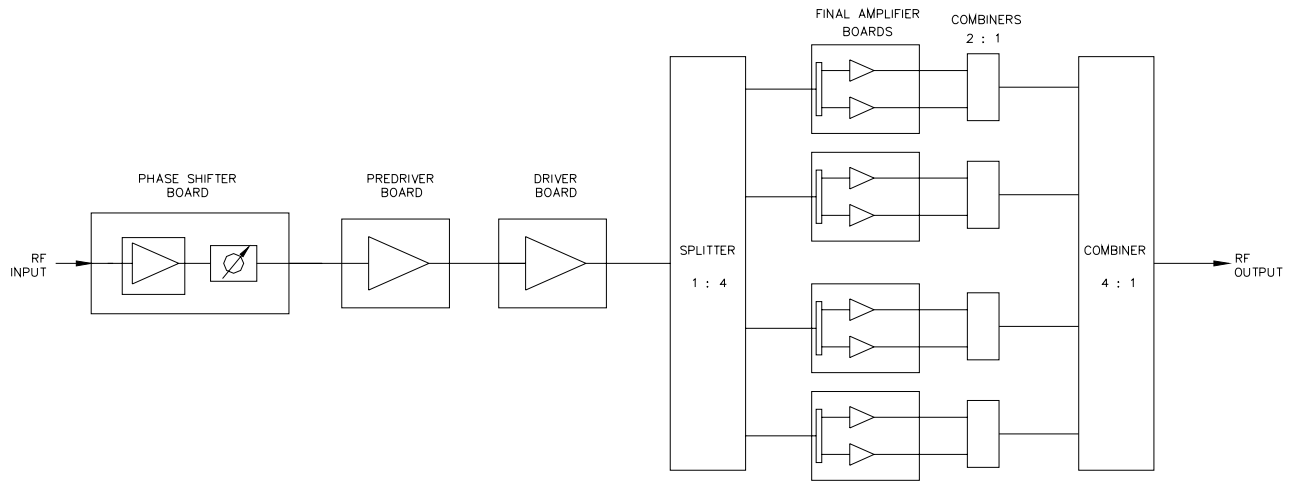 FINAL AMPLIFIER
BOARDS
COMBINERS
2 : 1
PHASE SHIFTER
BOARD
PREDRIVER
BOARD
DRIVER
BOARD
RF
INPUT
SPLITTER
1 : 4
COMBINER
4 : 1
RF
OUTPUT